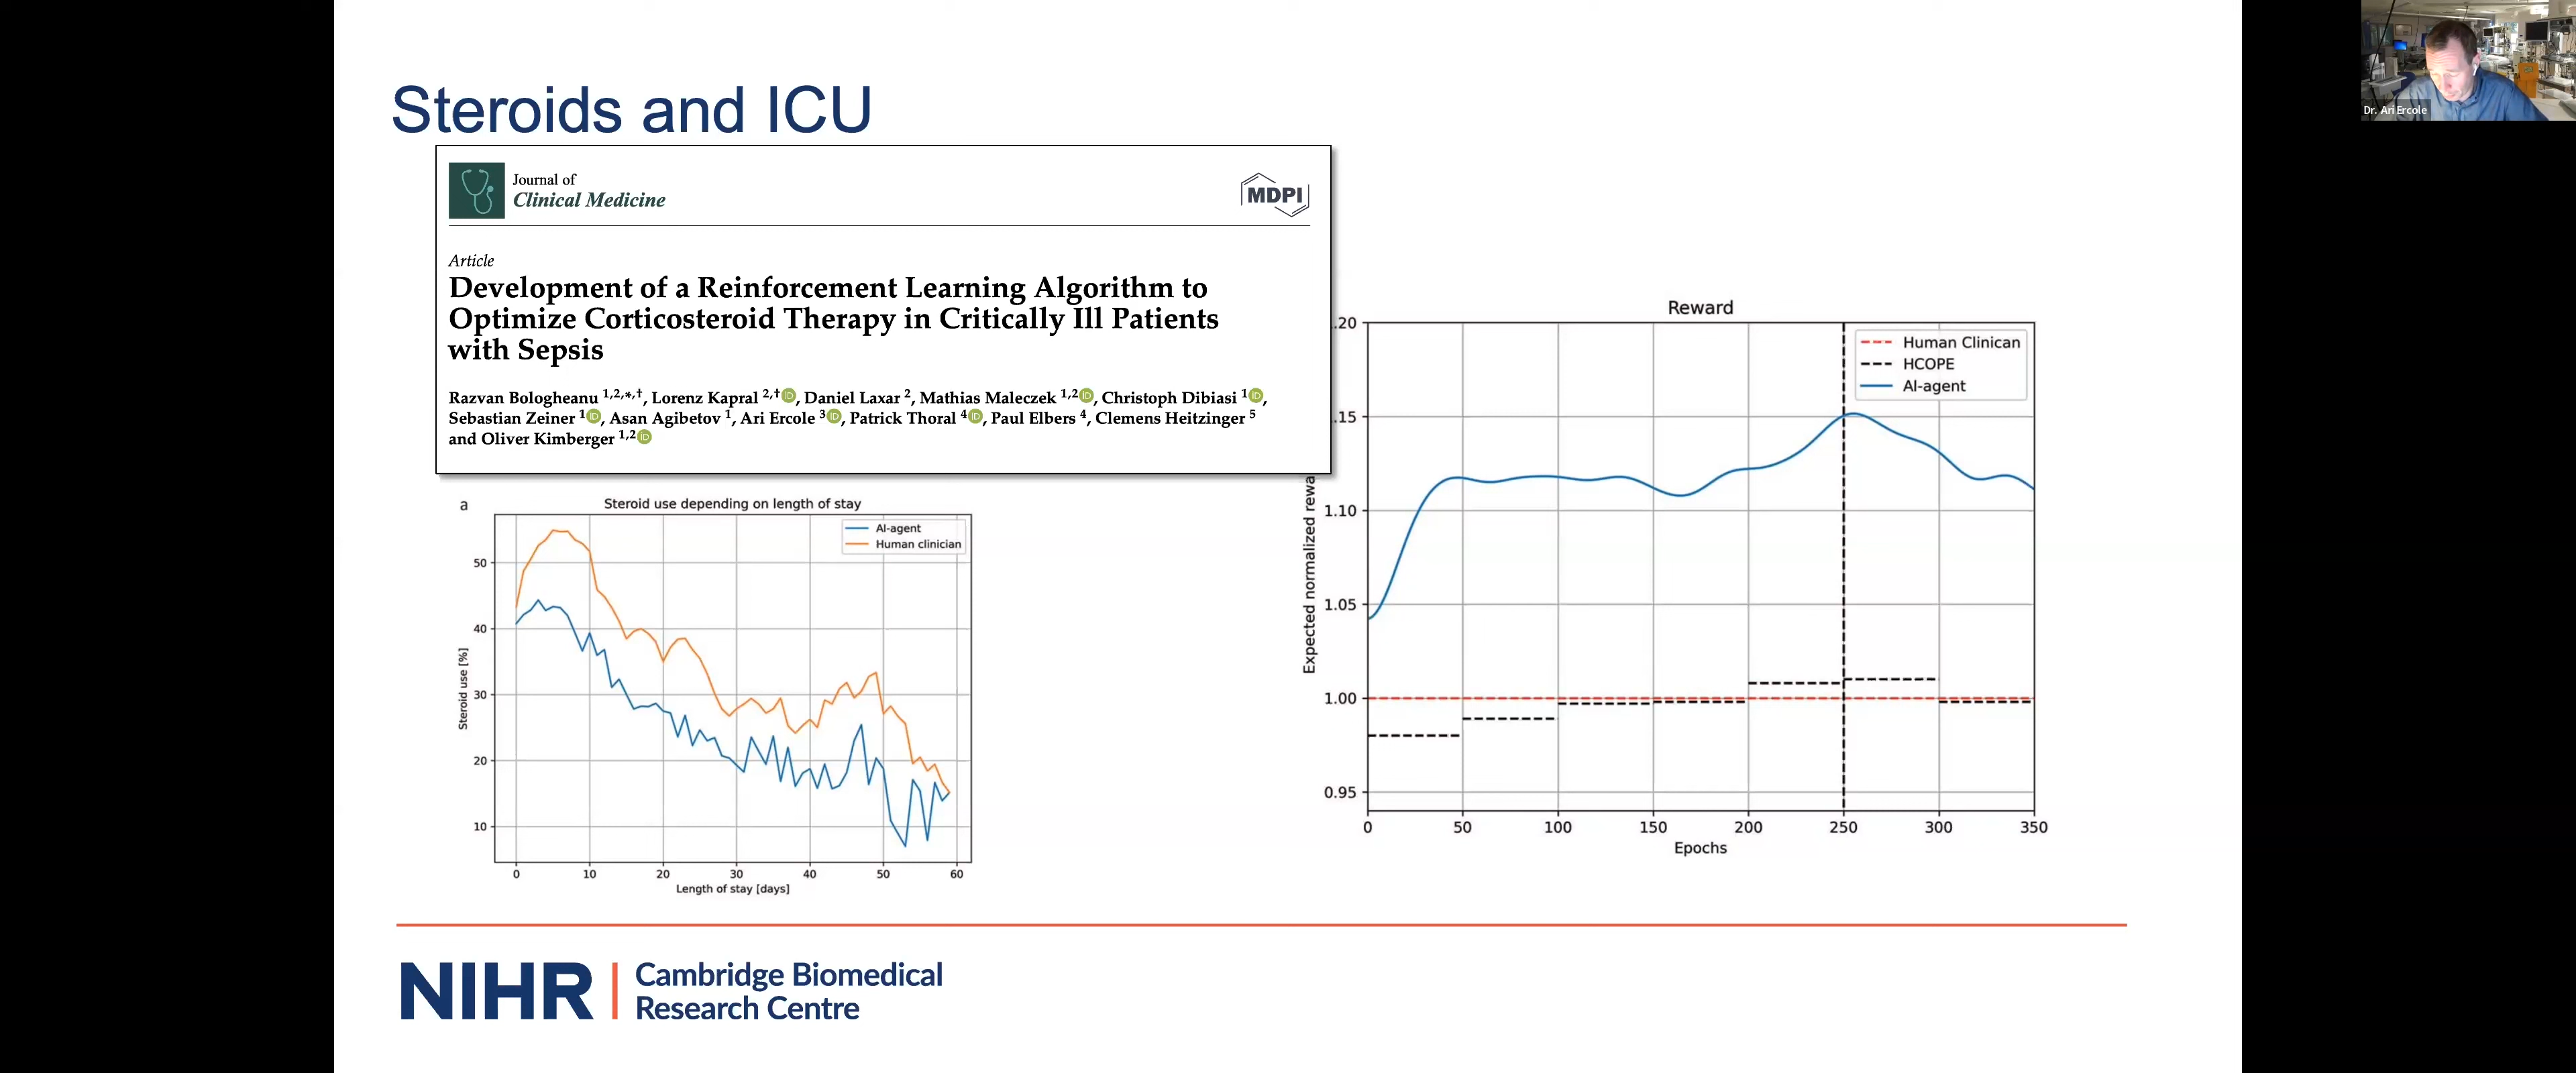 Steroids and ICU
Journal of
Clinical Medicine
MDPI
Article
Development of a Reinforcement Learning Algorithm to
Optimize Corticosteroid Therapy in Critically Ill Patients
with Sepsis
Razvan Bologheanu 1,2,*,†, Lorenz Kapral 2,†, Daniel Laxar 2, Mathias Maleczek 1,2, Christoph Dibiasi 1,
Sebastian Zeiner 1, Asan Agibetov 1, Ari Ercole 3, Patrick Thoral 4, Paul Elbers 4, Clemens Heitzinger 5
and Oliver Kimberger 1,2
a
Steroid use depending on length of stay
AI-agent
Human clinician
Steroid use [%]
50
40
30
20
10
0 10 20 30 40 50 60
Length of stay [days]
Reward
Human Clinican
HCOPE
AI-agent
Expected normalized rewa
.20
.15
1.10
1.05
1.00
0.95
0 50 100 150 200 250 300 350
Epochs
NIHR | Cambridge Biomedical
Research Centre
Dr. Ari Ercole